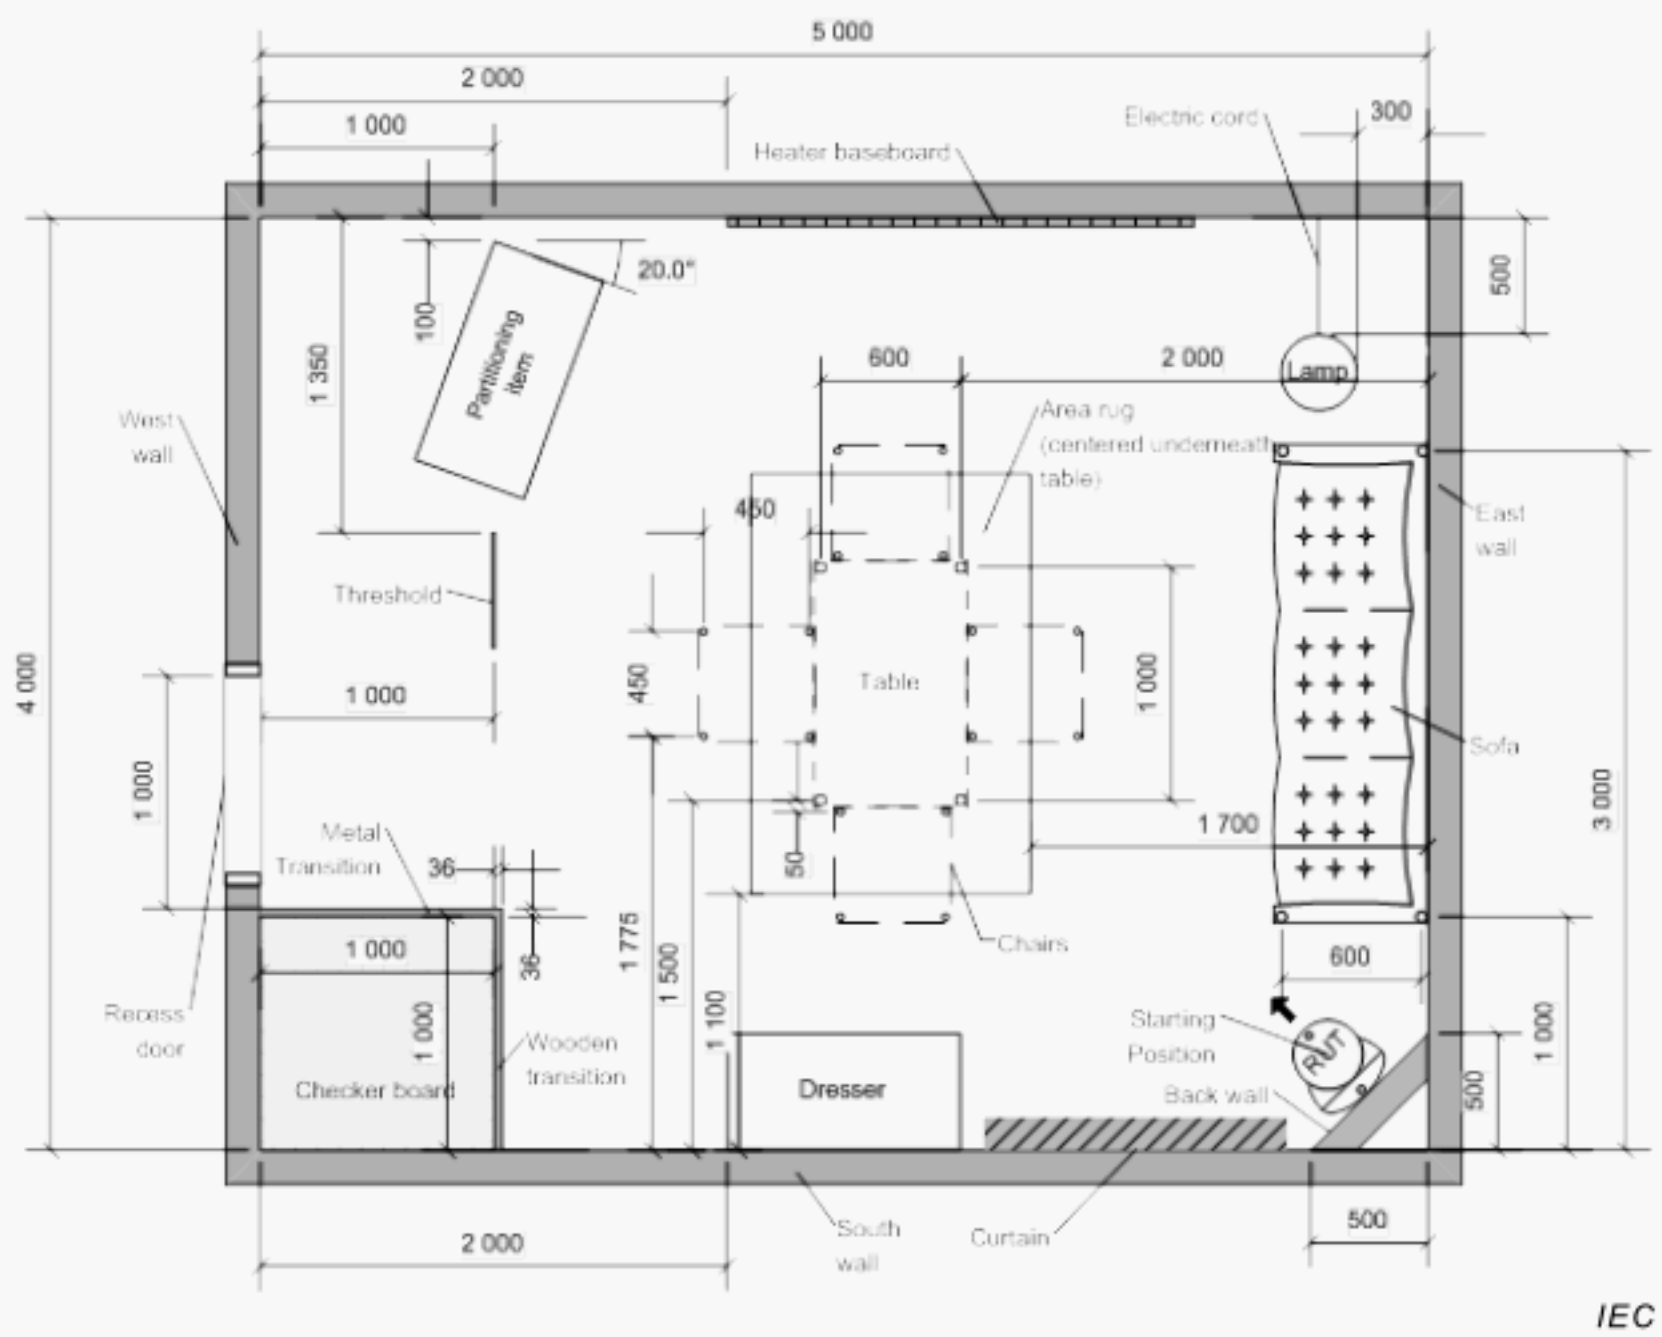 5 000
2 000
1 000
Electric cord
300
Heater baseboard
20.0°
500
100
Partitioning
item
1 350
600
2 000
Lamp
West
wall
Area rug
(centered underneath
table)
450
East
wall
Threshold
4 000
1 000
450
Table
1 000
Sofa
1 000
3 000
Metal
Transition
36
50
1 700
1 775
Chairs
1 000
36
1 500
600
Recess
door
1 000
1 100
Starting
Position
RUT
1 000
Wooden
transition
Checker board
Dresser
Back wall
500
2 000
South
wall
Curtain
500
IEC